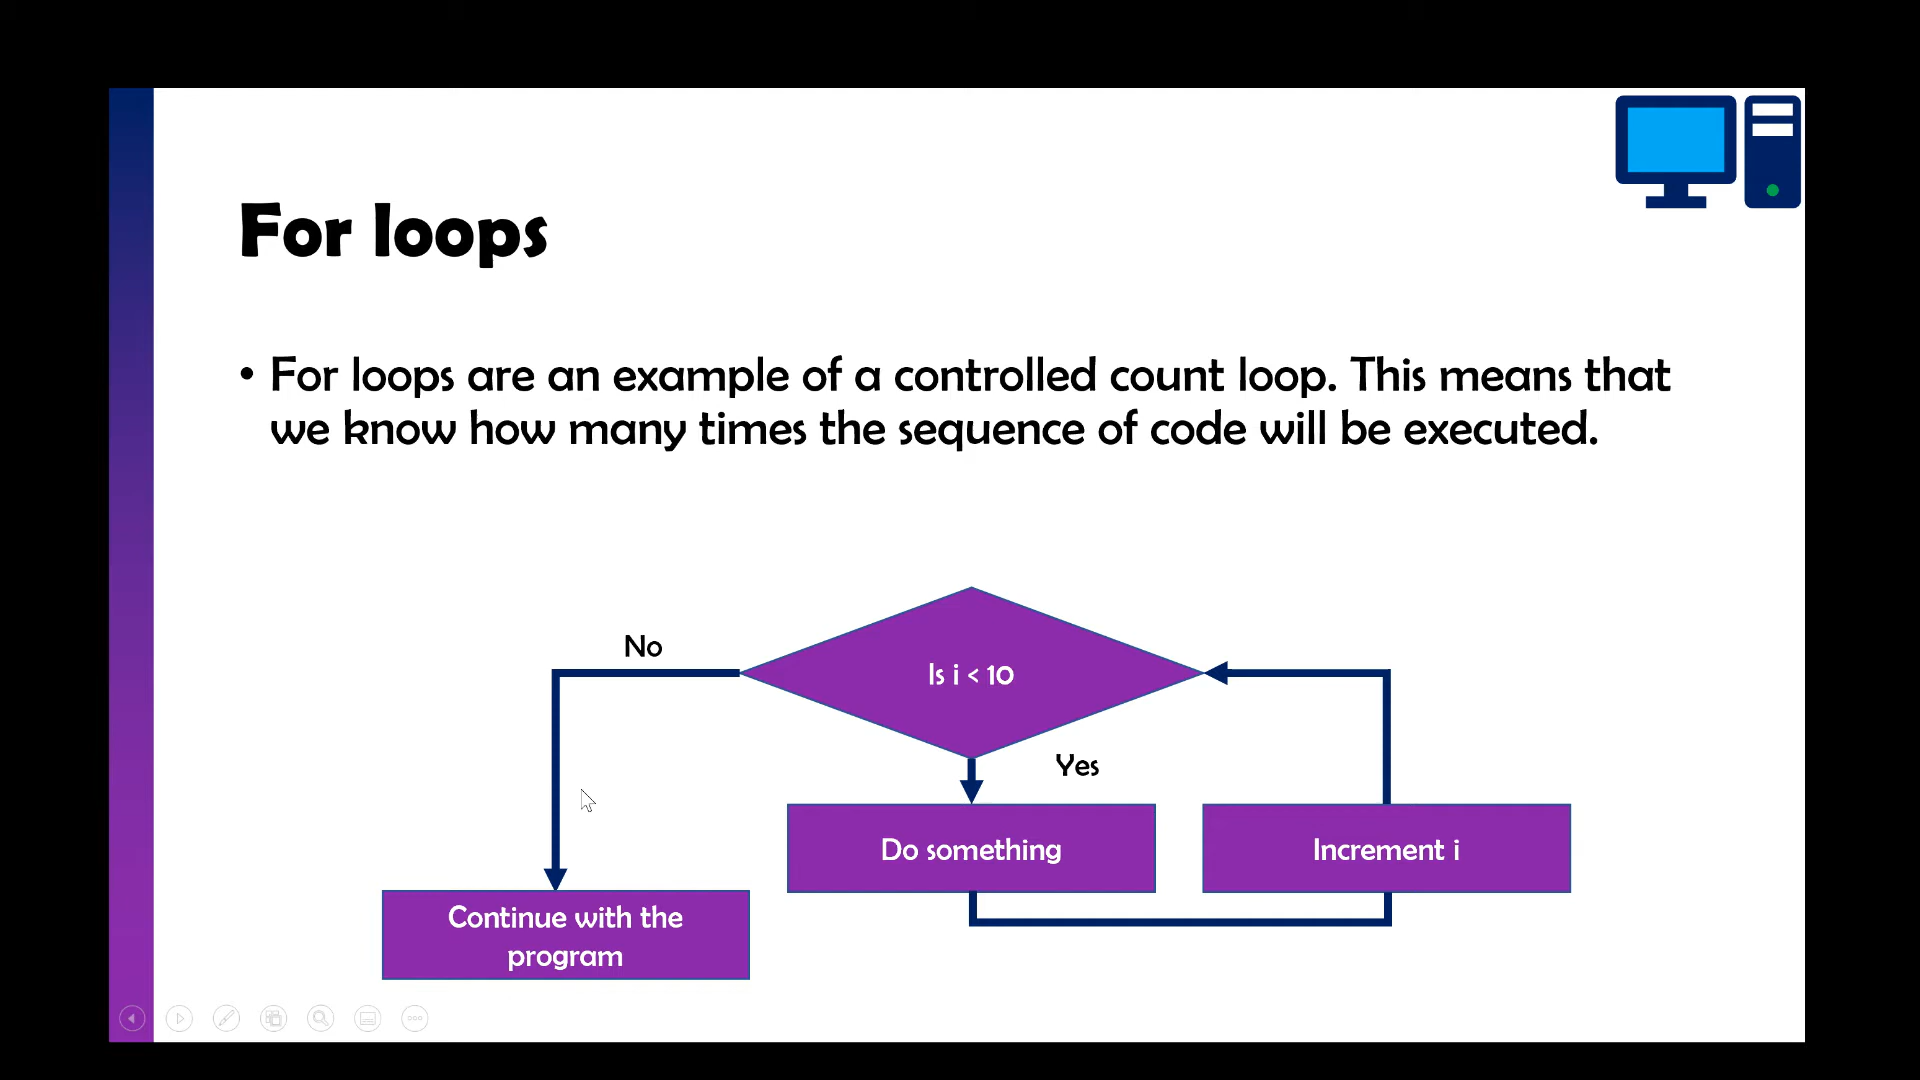 For loops
• For loops are an example of a controlled count loop. This means that
we know how many times the sequence of code will be executed.
No
Is i < 10
Yes
Do something
Increment i
Continue with the
program